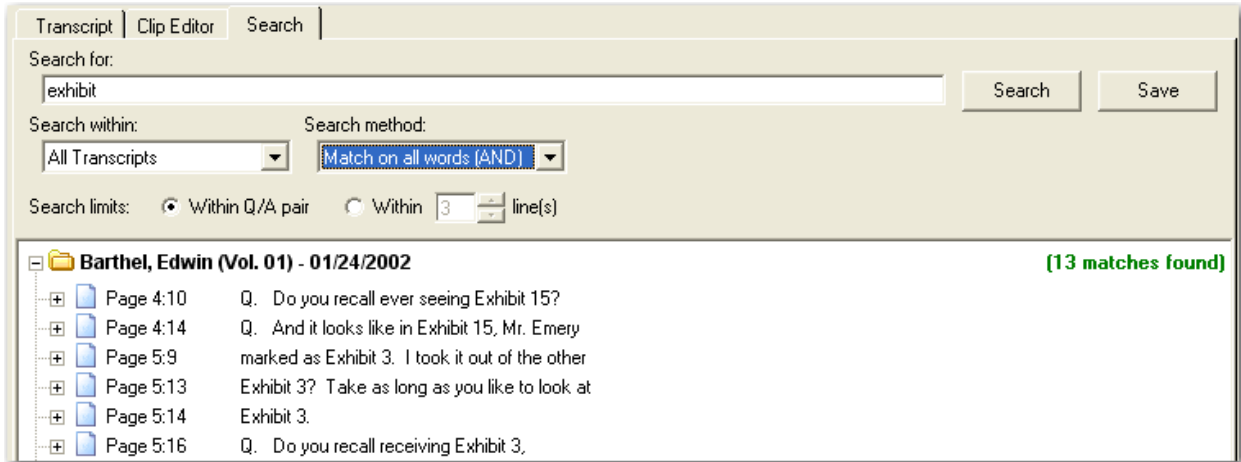 Transcript Clip Editor Search
Search for:
exhibit Search Save
Search within: Search method:
All Transcripts Match on all words (AND)
Search limits: Within Q/A pair Within 3 line(s)
Barthel, Edwin (Vol. 01) - 01/24/2002 (13 matches found)
Page 4:10 Q. Do you recall ever seeing Exhibit 15?
Page 4:14 Q. And it looks like in Exhibit 15, Mr. Emery
Page 5:9 marked as Exhibit 3. I took it out of the other
Page 5:13 Exhibit 3? Take as long as you like to look at
Page 5:14 Exhibit 3.
Page 5:16 Q. Do you recall receiving Exhibit 3,